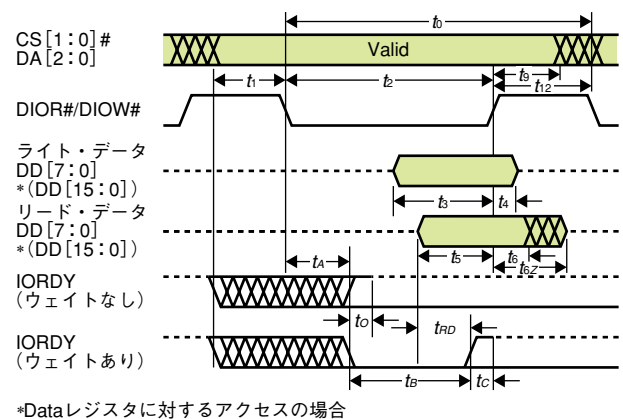 t0
CS[1:0]#
DA[2:0]
Valid
t1
t2
t9
t12
DIOR#/DIOW#
ライト・データ
DD[7:0]
*(DD[15:0])
t3
t4
リード・データ
DD[7:0]
*(DD[15:0])
t5
t6
t6Z
tA
IORDY
(ウェイトなし)
tO
tRD
IORDY
(ウェイトあり)
tB
tC
*Dataレジスタに対するアクセスの場合